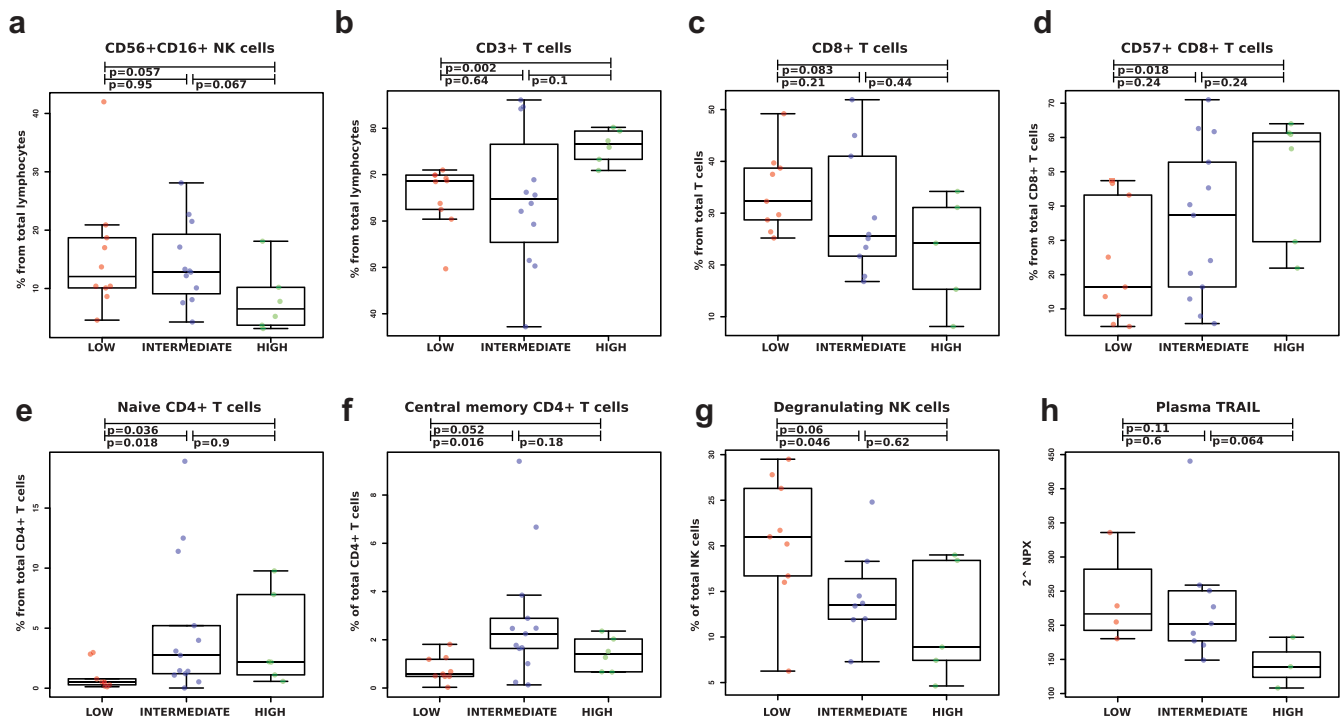 a
CD56+CD16+ NK cells
p=0.057
p=0.95
p=0.067
% from total lymphocytes
40
30
20
10
LOW
INTERMEDIATE
HIGH
b
CD3+ T cells
p=0.002
p=0.64
p=0.1
% from total lymphocytes
80
70
60
50
40
LOW
INTERMEDIATE
HIGH
c
CD8+ T cells
p=0.083
p=0.21
p=0.44
% from total T cells
50
40
30
20
10
LOW
INTERMEDIATE
HIGH
d
CD57+ CD8+ T cells
p=0.018
p=0.24
p=0.24
% from total CD8+ T cells
70
60
50
40
30
20
10
0
LOW
INTERMEDIATE
HIGH
e
Naive CD4+ T cells
p=0.036
p=0.018
p=0.9
% from total CD4+ T cells
15
10
5
0
LOW
INTERMEDIATE
HIGH
f
Central memory CD4+ T cells
p=0.052
p=0.016
p=0.18
% of total CD4+ T cells
8
6
4
2
0
LOW
INTERMEDIATE
HIGH
g
Degranulating NK cells
p=0.06
p=0.046
p=0.62
% of total NK cells
30
25
20
15
10
5
LOW
INTERMEDIATE
HIGH
h
Plasma TRAIL
p=0.11
p=0.6
p=0.064
2^ NPX
450
400
350
300
250
200
150
100
LOW
INTERMEDIATE
HIGH